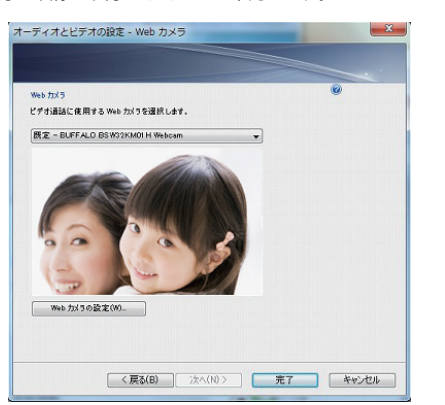 オーディオとビデオの設定 - Web カメラ
Web カメラ
ビデオ通話に使用する Web カメラを選択します。
既定 - BUFFALO BSW32KM01H Webcam
Web カメラの設定(W)...
< 戻る(B)
次へ(N) >
完了
キャンセル